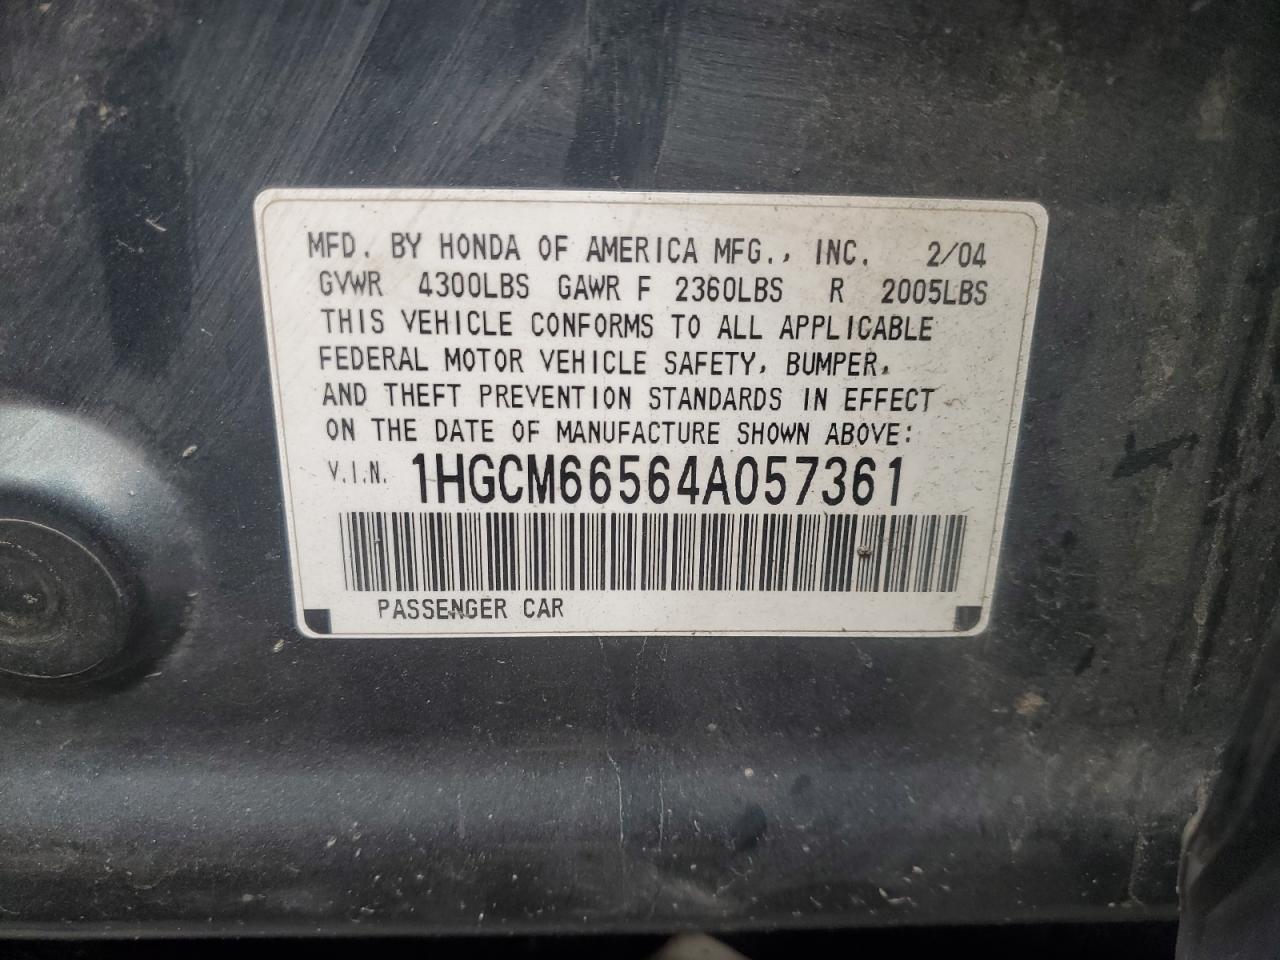 MFD. BY HONDA OF AMERICA MFG., INC. 2/04
GVWR 4300LBS GAWR F 2360LBS R 2005LBS
THIS VEHICLE CONFORMS TO ALL APPLICABLE
FEDERAL MOTOR VEHICLE SAFETY, BUMPER,
AND THEFT PREVENTION STANDARDS IN EFFECT
ON THE DATE OF MANUFACTURE SHOWN ABOVE:
V.I.N. 1HGCM66564A057361
PASSENGER CAR